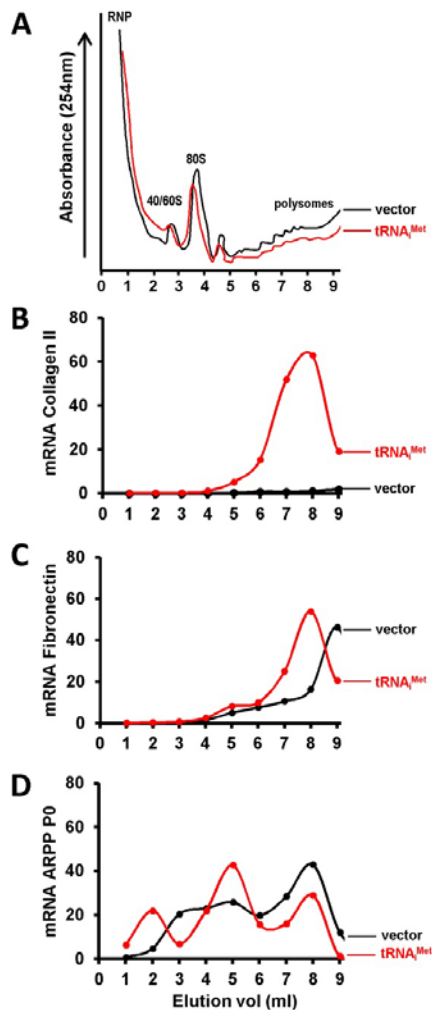 A
Absorbance (254nm)
RNP
40/60S
80S
polysomes
vector
tRNAᵢᴹᵉᵗ
0 1 2 3 4 5 6 7 8 9
B
mRNA Collagen II
80
60
40
20
0
tRNAᵢᴹᵉᵗ
vector
0 1 2 3 4 5 6 7 8 9
C
mRNA Fibronectin
80
60
40
20
0
vector
tRNAᵢᴹᵉᵗ
0 1 2 3 4 5 6 7 8 9
D
mRNA ARPP P0
80
60
40
20
0
vector
tRNAᵢᴹᵉᵗ
0 1 2 3 4 5 6 7 8 9
Elution vol (ml)